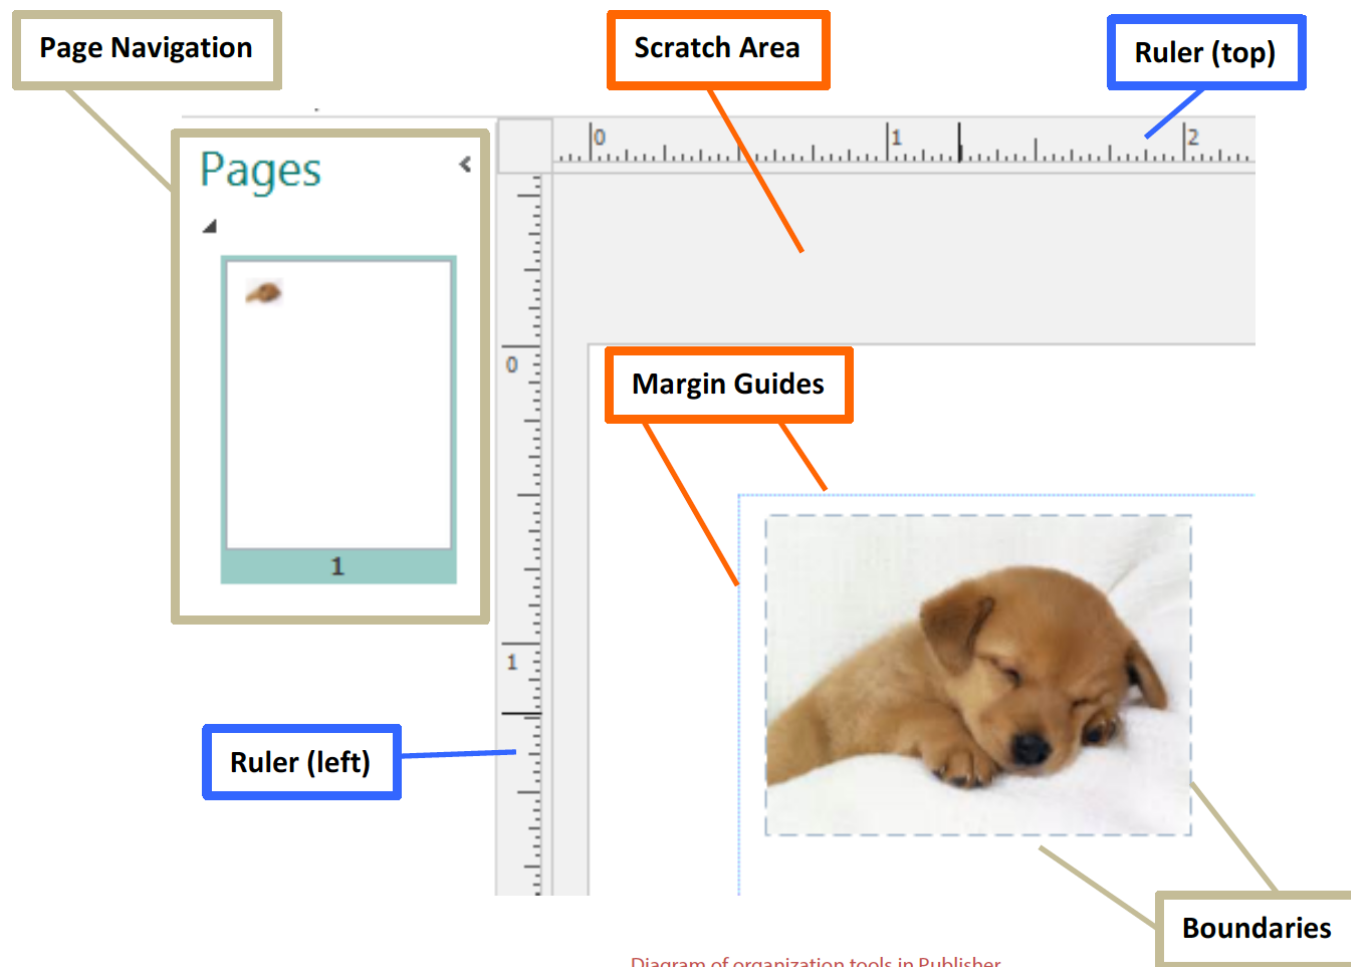 Page Navigation
Scratch Area
Ruler (top)
Pages
0
1
2
0
Margin Guides
1
1
Ruler (left)
Boundaries
Diagram of organization tools in Publisher